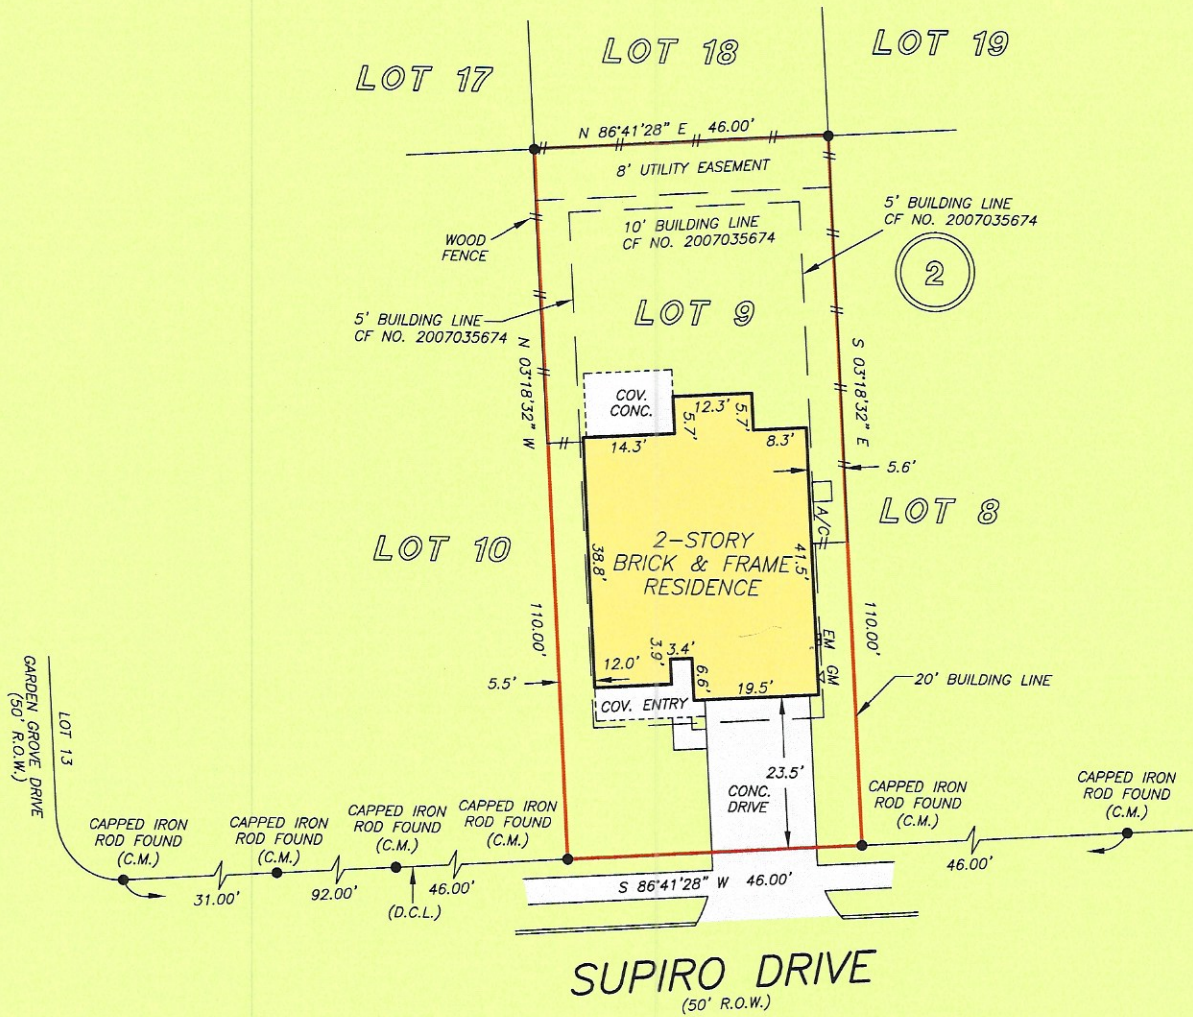 LOT 17
LOT 18
LOT 19
N 86°41'28" E 46.00'
8' UTILITY EASEMENT
10' BUILDING LINE
CF NO. 2007035674
5' BUILDING LINE
CF NO. 2007035674
WOOD
FENCE
2
5' BUILDING LINE
CF NO. 2007035674
LOT 9
N 03°18'32" W
S 03°18'32" E
COV.
CONC.
12.3'
5.7'
5.7'
14.3'
8.3'
5.6'
A/C
LOT 8
LOT 10
2-STORY
BRICK & FRAME
RESIDENCE
38.8'
41.5'
110.00'
110.00'
EM
GM
12.0'
3.9'
3.4'
6.6'
19.5'
5.5'
COV. ENTRY
20' BUILDING LINE
23.5'
CONC.
DRIVE
GARDEN GROVE DRIVE
(50' R.O.W.)
LOT 13
CAPPED IRON
ROD FOUND
(C.M.)
CAPPED IRON
ROD FOUND
(C.M.)
CAPPED IRON
ROD FOUND
(C.M.)
CAPPED IRON
ROD FOUND
(C.M.)
CAPPED IRON
ROD FOUND
(C.M.)
CAPPED IRON
ROD FOUND
(C.M.)
31.00'
92.00'
46.00'
(D.C.L.)
S 86°41'28" W 46.00'
46.00'
SUPIRO DRIVE
(50' R.O.W.)